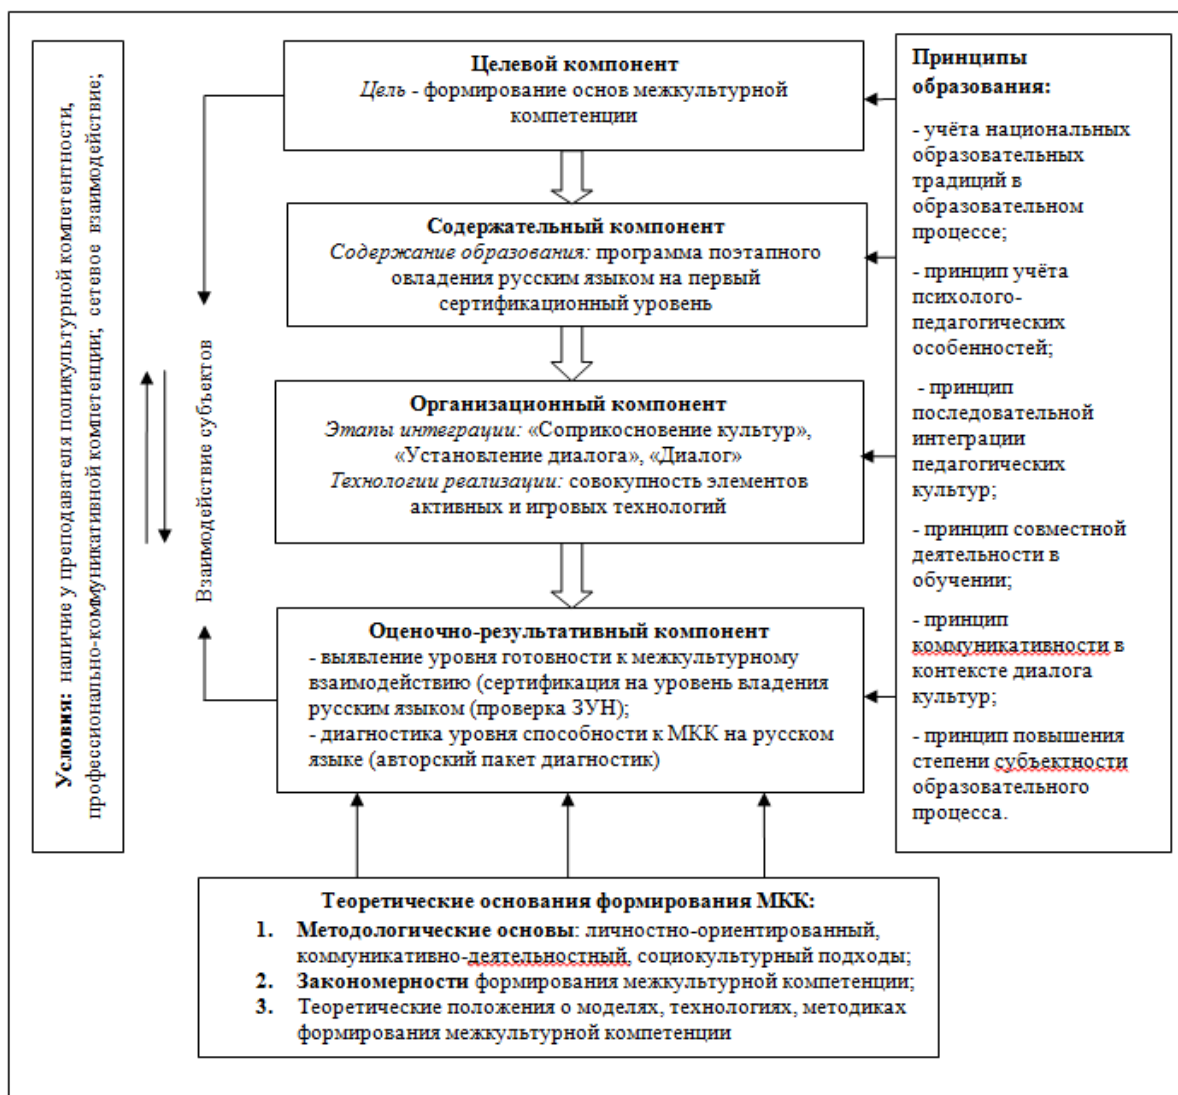 Условия: наличие у преподавателя поликультурной компетентности,
профессионально-коммуникативной компетенции; сетевое взаимодействие;
Взаимодействие субъектов
Целевой компонент
Цель - формирование основ межкультурной
компетенции
Содержательный компонент
Содержание образования: программа поэтапного
овладения русским языком на первый
сертификационный уровень
Организационный компонент
Этапы интеграции: «Соприкосновение культур»,
«Установление диалога», «Диалог»
Технологии реализации: совокупность элементов
активных и игровых технологий
Оценочно-результативный компонент
- выявление уровня готовности к межкультурному
взаимодействию (сертификация на уровень владения
русским языком (проверка ЗУН);
- диагностика уровня способности к МКК на русском
языке (авторский пакет диагностик)
Принципы
образования:
- учёта национальных
образовательных
традиций в
образовательном
процессе;
- принцип учёта
психолого-
педагогических
особенностей;
- принцип
последовательной
интеграции
педагогических
культур;
- принцип совместной
деятельности в
обучении;
- принцип
коммуникативности в
контексте диалога
культур;
- принцип повышения
степени субъектности
образовательного
процесса.
Теоретические основания формирования МКК:
1. Методологические основы: личностно-ориентированный,
коммуникативно-деятельностный, социокультурный подходы;
2. Закономерности формирования межкультурной компетенции;
3. Теоретические положения о моделях, технологиях, методиках
формирования межкультурной компетенции